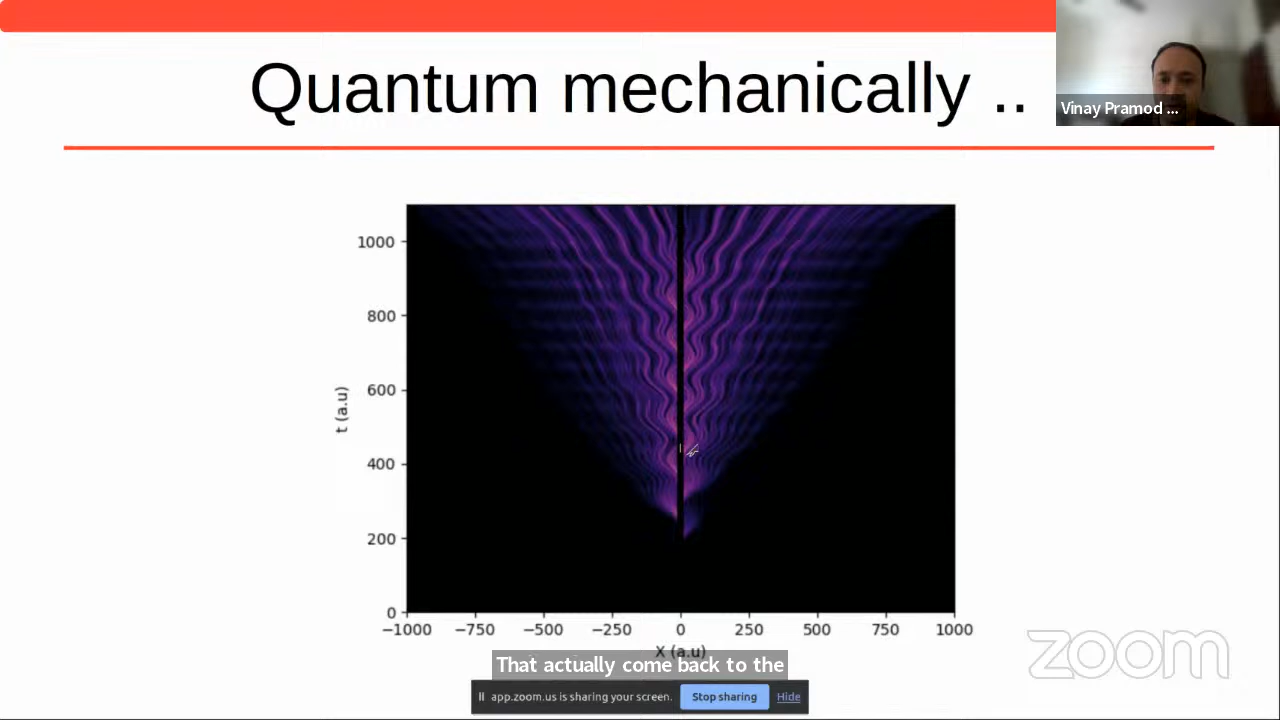 Quantum mechanically ..
Vinay Pramod ...
1000
800
600
400
200
0
t (a.u)
−1000 −750 −500 −250 0 250 500 750 1000
X (a.u)
That actually come back to the
app.zoom.us is sharing your screen. Stop sharing Hide
zoom